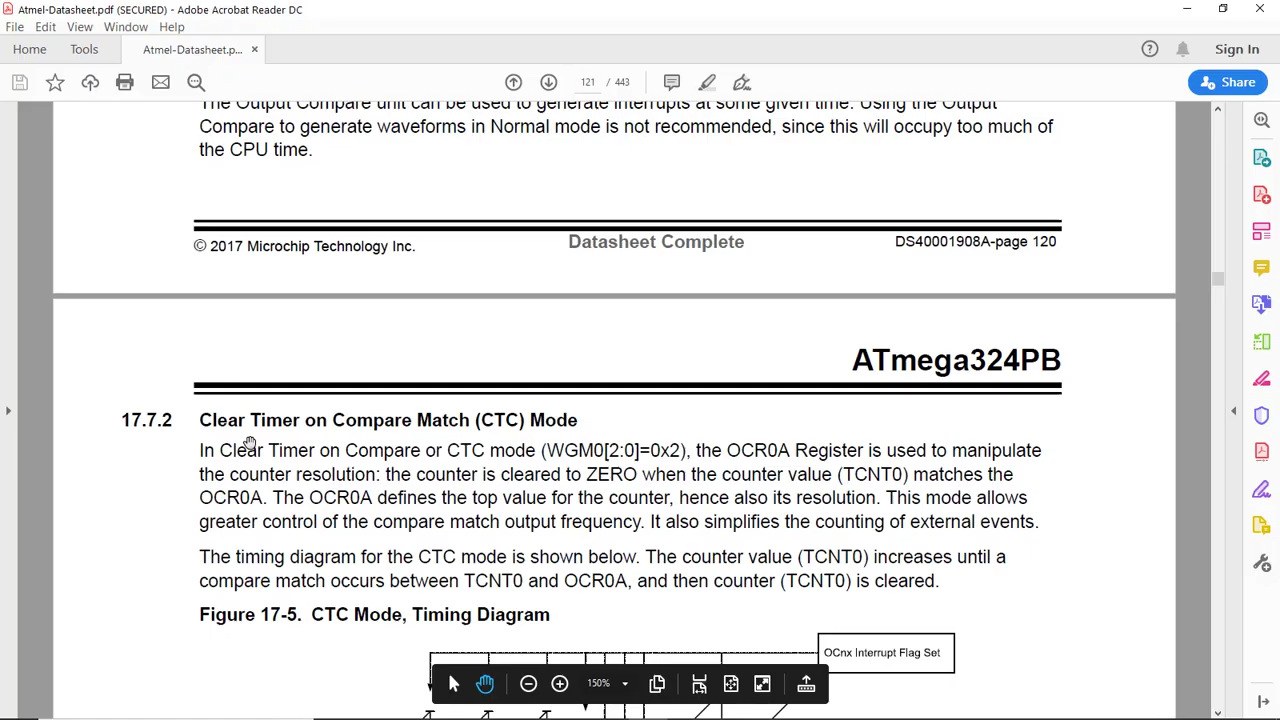 Atmel-Datasheet.pdf (SECURED) - Adobe Acrobat Reader DC
File Edit View Window Help
Home Tools Atmel-Datasheet.p... × Sign In
121 / 443 Share
The Output Compare unit can be used to generate interrupts at some given time. Using the Output
Compare to generate waveforms in Normal mode is not recommended, since this will occupy too much of
the CPU time.
© 2017 Microchip Technology Inc. Datasheet Complete DS40001908A-page 120
ATmega324PB
17.7.2 Clear Timer on Compare Match (CTC) Mode
In Clear Timer on Compare or CTC mode (WGM0[2:0]=0x2), the OCR0A Register is used to manipulate
the counter resolution: the counter is cleared to ZERO when the counter value (TCNT0) matches the
OCR0A. The OCR0A defines the top value for the counter, hence also its resolution. This mode allows
greater control of the compare match output frequency. It also simplifies the counting of external events.
The timing diagram for the CTC mode is shown below. The counter value (TCNT0) increases until a
compare match occurs between TCNT0 and OCR0A, and then counter (TCNT0) is cleared.
Figure 17-5. CTC Mode, Timing Diagram
OCnx Interrupt Flag Set
150%